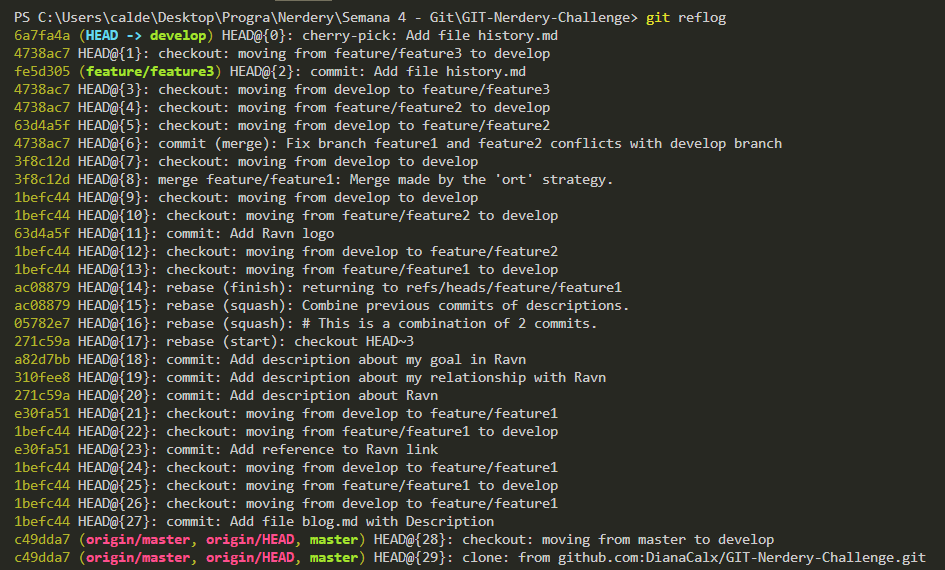 PS C:\Users\calde\Desktop\Progra\Nerdery\Semana 4 - Git\GIT-Nerdery-Challenge> git reflog
6a7fa4a (HEAD -> develop) HEAD@{0}: cherry-pick: Add file history.md
4738ac7 HEAD@{1}: checkout: moving from feature/feature3 to develop
fe5d305 (feature/feature3) HEAD@{2}: commit: Add file history.md
4738ac7 HEAD@{3}: checkout: moving from develop to feature/feature3
4738ac7 HEAD@{4}: checkout: moving from feature/feature2 to develop
63d4a5f HEAD@{5}: checkout: moving from develop to feature/feature2
4738ac7 HEAD@{6}: commit (merge): Fix branch feature1 and feature2 conflicts with develop branch
3f8c12d HEAD@{7}: checkout: moving from develop to develop
3f8c12d HEAD@{8}: merge feature/feature1: Merge made by the 'ort' strategy.
1befc44 HEAD@{9}: checkout: moving from develop to develop
1befc44 HEAD@{10}: checkout: moving from feature/feature2 to develop
63d4a5f HEAD@{11}: commit: Add Ravn logo
1befc44 HEAD@{12}: checkout: moving from develop to feature/feature2
1befc44 HEAD@{13}: checkout: moving from feature/feature1 to develop
ac08879 HEAD@{14}: rebase (finish): returning to refs/heads/feature/feature1
ac08879 HEAD@{15}: rebase (squash): Combine previous commits of descriptions.
05782e7 HEAD@{16}: rebase (squash): # This is a combination of 2 commits.
271c59a HEAD@{17}: rebase (start): checkout HEAD~3
a82d7bb HEAD@{18}: commit: Add description about my goal in Ravn
310fee8 HEAD@{19}: commit: Add description about my relationship with Ravn
271c59a HEAD@{20}: commit: Add description about Ravn
e30fa51 HEAD@{21}: checkout: moving from develop to feature/feature1
1befc44 HEAD@{22}: checkout: moving from feature/feature1 to develop
e30fa51 HEAD@{23}: commit: Add reference to Ravn link
1befc44 HEAD@{24}: checkout: moving from develop to feature/feature1
1befc44 HEAD@{25}: checkout: moving from feature/feature1 to develop
1befc44 HEAD@{26}: checkout: moving from develop to feature/feature1
1befc44 HEAD@{27}: commit: Add file blog.md with Description
c49dda7 (origin/master, origin/HEAD, master) HEAD@{28}: checkout: moving from master to develop
c49dda7 (origin/master, origin/HEAD, master) HEAD@{29}: clone: from github.com:DianaCalx/GIT-Nerdery-Challenge.git